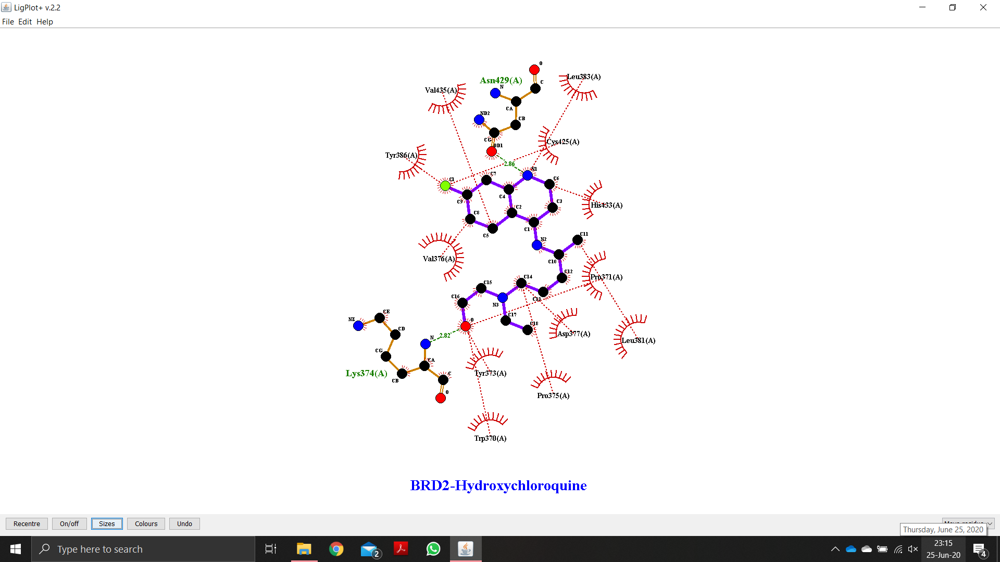 LigPlot+ v.2.2
File Edit Help
O
Asn429(A)
C
Leu383(A)
N
Val435(A)
CA
ND2
CB
CG
Cys425(A)
OD1
Tyr386(A)
2.86
N1
C7
Cl
C6
C4
C9
C3
His433(A)
C2
C8
C1
C5
C11
N2
Val376(A)
C10
C12
Pro371(A)
C14
C15
C16
C13
N3
CE
C17
NZ
O
C18
CD
Asp377(A)
2.82
N
Leu381(A)
CG
CA
Lys374(A)
C
Tyr373(A)
CB
O
Pro375(A)
Trp370(A)
BRD2-Hydroxychloroquine
Recentre On/off Sizes Colours Undo
Thursday, June 25, 2020
Type here to search
2
23:15
25-Jun-20
4